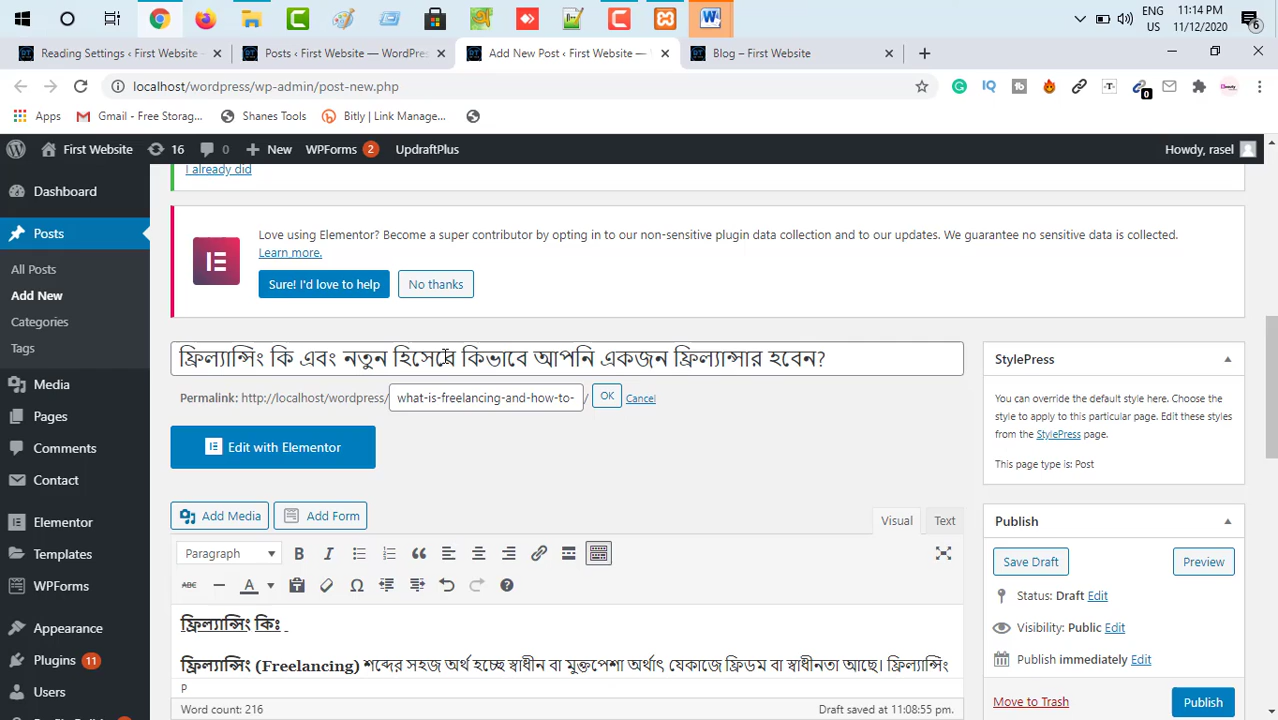 ENG
US
11:14 PM
11/12/2020
6
Reading Settings ‹ First Website
Posts ‹ First Website — WordPres
Add New Post ‹ First Website —
Blog – First Website
localhost/wordpress/wp-admin/post-new.php
0
Apps
Gmail - Free Storag...
Shanes Tools
Bitly | Link Manage...
First Website
16
0
New
WPForms 2
UpdraftPlus
Howdy, rasel
Dashboard
Posts
All Posts
Add New
Categories
Tags
Media
Pages
Comments
Contact
Elementor
Templates
WPForms
Appearance
Plugins 11
Users
I already did
Love using Elementor? Become a super contributor by opting in to our non-sensitive plugin data collection and to our updates. We guarantee no sensitive data is collected.
Learn more.
Sure! I'd love to help
No thanks
ফ্রিল্যান্সিং কি এবং নতুন হিসেবে কিভাবে আপনি একজন ফ্রিল্যান্সার হবেন?
Permalink: http://localhost/wordpress/ what-is-freelancing-and-how-to- / OK Cancel
Edit with Elementor
Add Media
Add Form
Visual
Text
Paragraph
B I
ABC
A
ফ্রিল্যান্সিং কিঃ
ফ্রিল্যান্সিং (Freelancing) শব্দের সহজ অর্থ হচ্ছে স্বাধীন বা মুক্তপেশা অর্থাৎ যেকাজে ফ্রিডম বা স্বাধীনতা আছে। ফ্রিল্যান্সিং
P
Word count: 216
Draft saved at 11:08:55 pm.
StylePress
You can override the default style here. Choose the
style to apply to this particular page. Edit these styles
from the StylePress page.
This page type is: Post
Publish
Save Draft
Preview
Status: Draft Edit
Visibility: Public Edit
Publish immediately Edit
Move to Trash
Publish